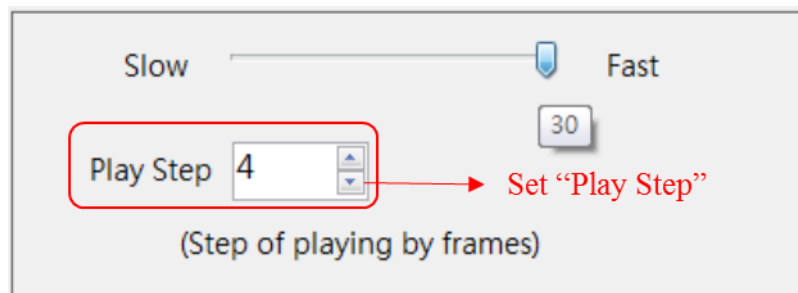 Slow Fast
30
Play Step 4
Set “Play Step”
(Step of playing by frames)